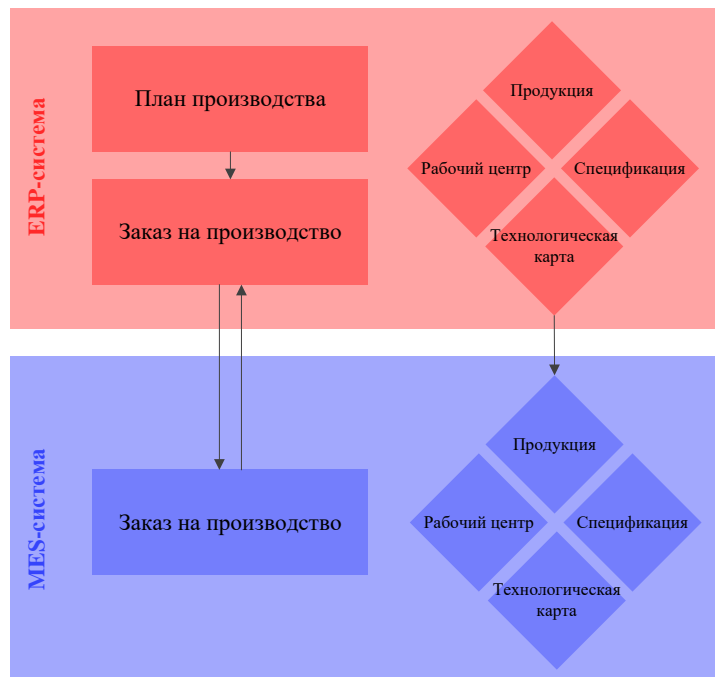 ERP-система
План производства
Заказ на производство
Продукция
Рабочий центр
Спецификация
Технологическая
карта
MES-система
Заказ на производство
Продукция
Рабочий центр
Спецификация
Технологическая
карта